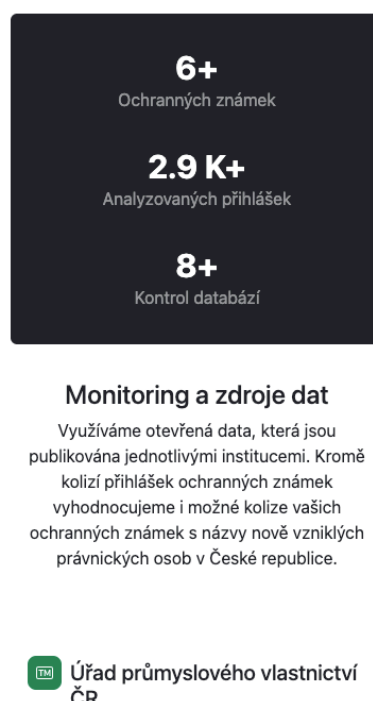 6+
Ochranných známek
2.9 K+
Analyzovaných přihlášek
8+
Kontrol databází
Monitoring a zdroje dat
Využíváme otevřená data, která jsou
publikována jednotlivými institucemi. Kromě
kolizí přihlášek ochranných známek
vyhodnocujeme i možné kolize vašich
ochranných známek s názvy nově vzniklých
právnických osob v České republice.
TM
Úřad průmyslového vlastnictví
ČR